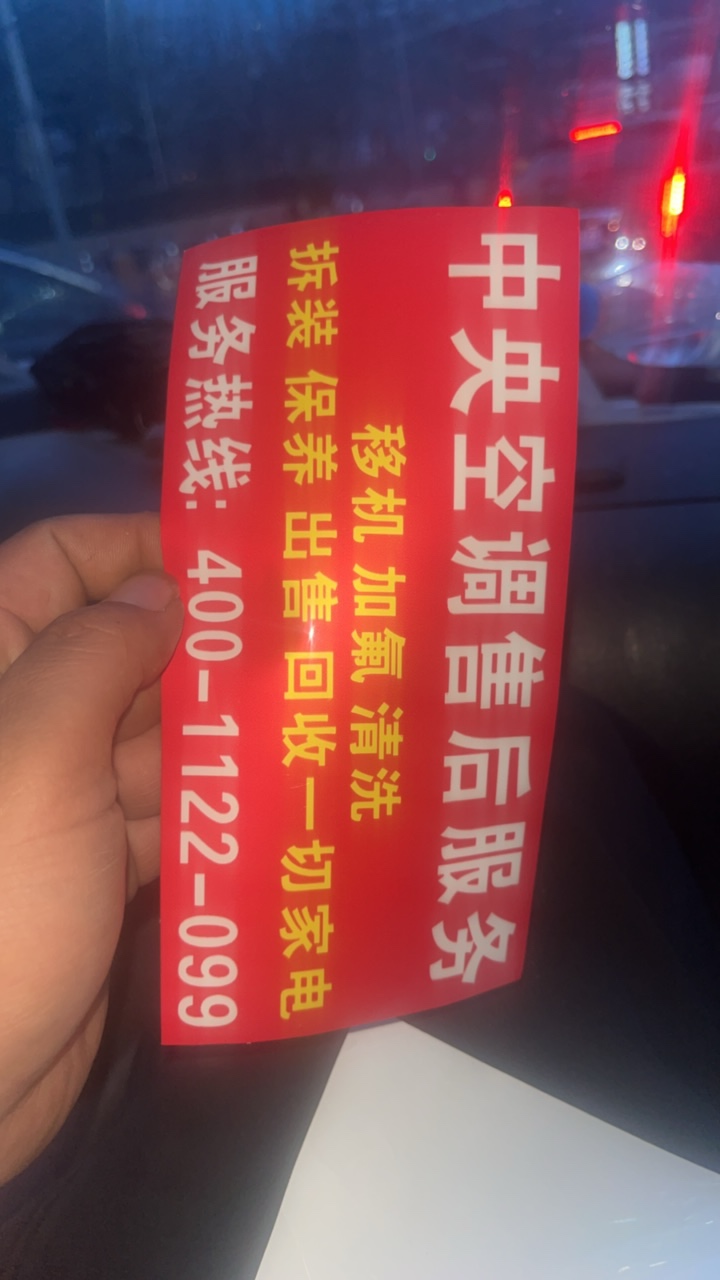 中央空调售后服务
移机 加氟 清洗
拆装 保养 出售 回收一切家电
服务热线: 400-1122-099